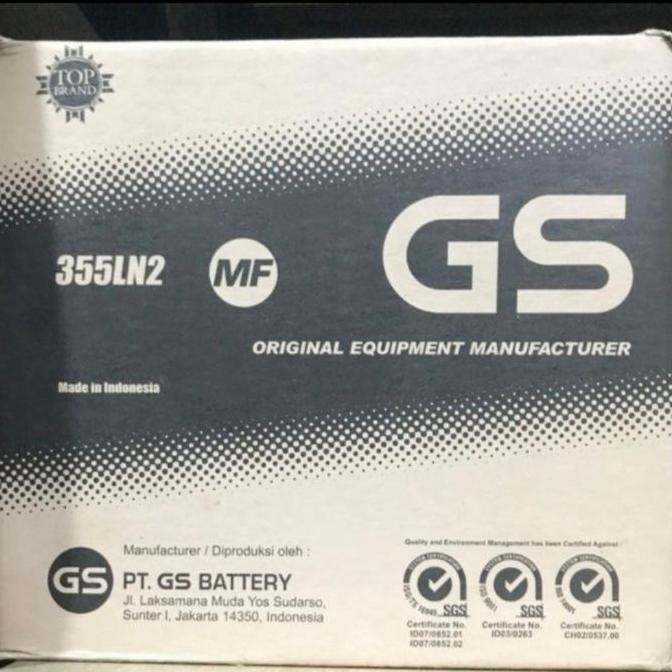 TOP
BRAND
355LN2
MF
GS
ORIGINAL EQUIPMENT MANUFACTURER
Made in Indonesia
Quality and Environment Management has been Certified Against :
Manufacturer / Diproduksi oleh :
GS
PT. GS BATTERY
Jl. Laksamana Muda Yos Sudarso,
Sunter I, Jakarta 14350, Indonesia
SGS
SGS
SGS
Certificate No.
ID07/0652.01
ID07/0652.02
Certificate No.
ID03/0263
Certificate No.
CH02/0537.00